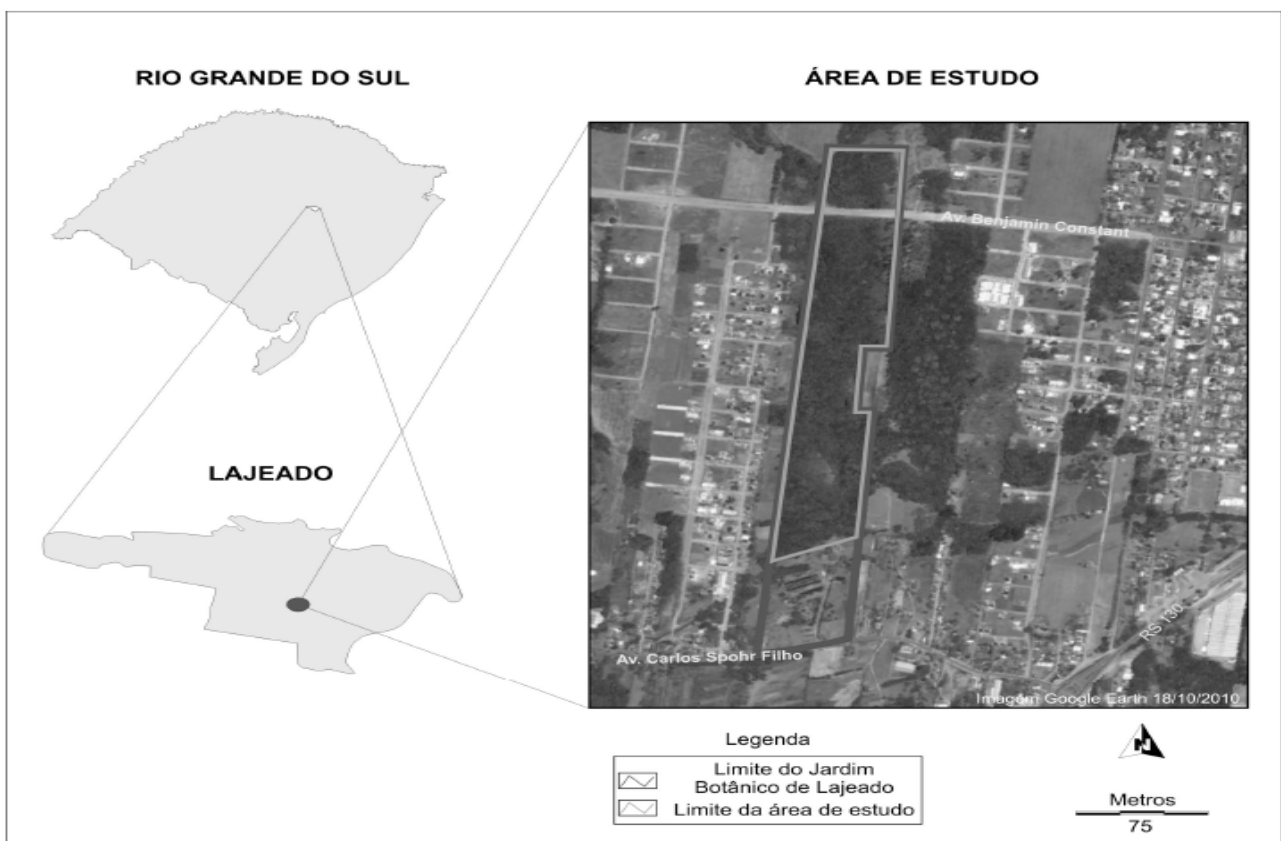 RIO GRANDE DO SUL
ÁREA DE ESTUDO
Av. Benjamin Constant
LAJEADO
RS 130
Av. Carlos Spohr Filho
Imagem Google Earth 18/10/2010
Legenda
Limite do Jardim
Botânico de Lajeado
Limite da área de estudo
N
Metros
75